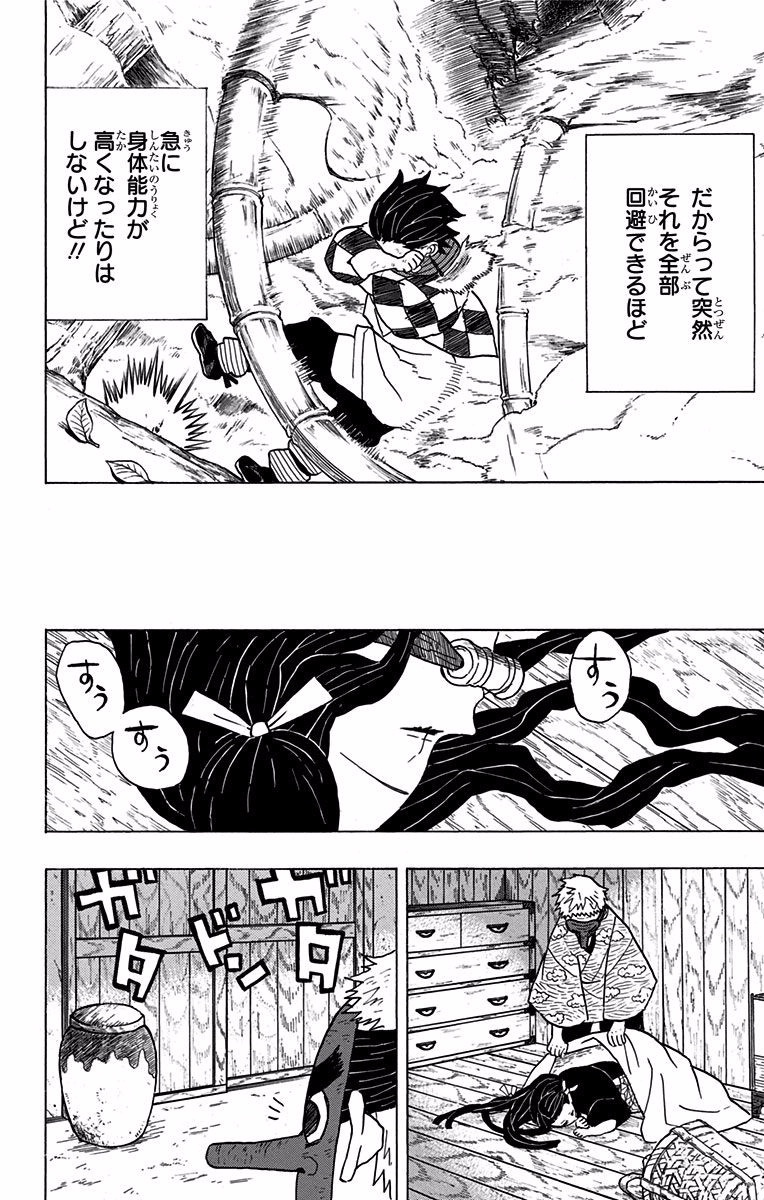 だからって突然
それを全部
回避できるほど
急に
身体能力が
高くなったりは
しないけど!!
すぅ
すぅ
すぅ
ガタ
ドン
ガタ